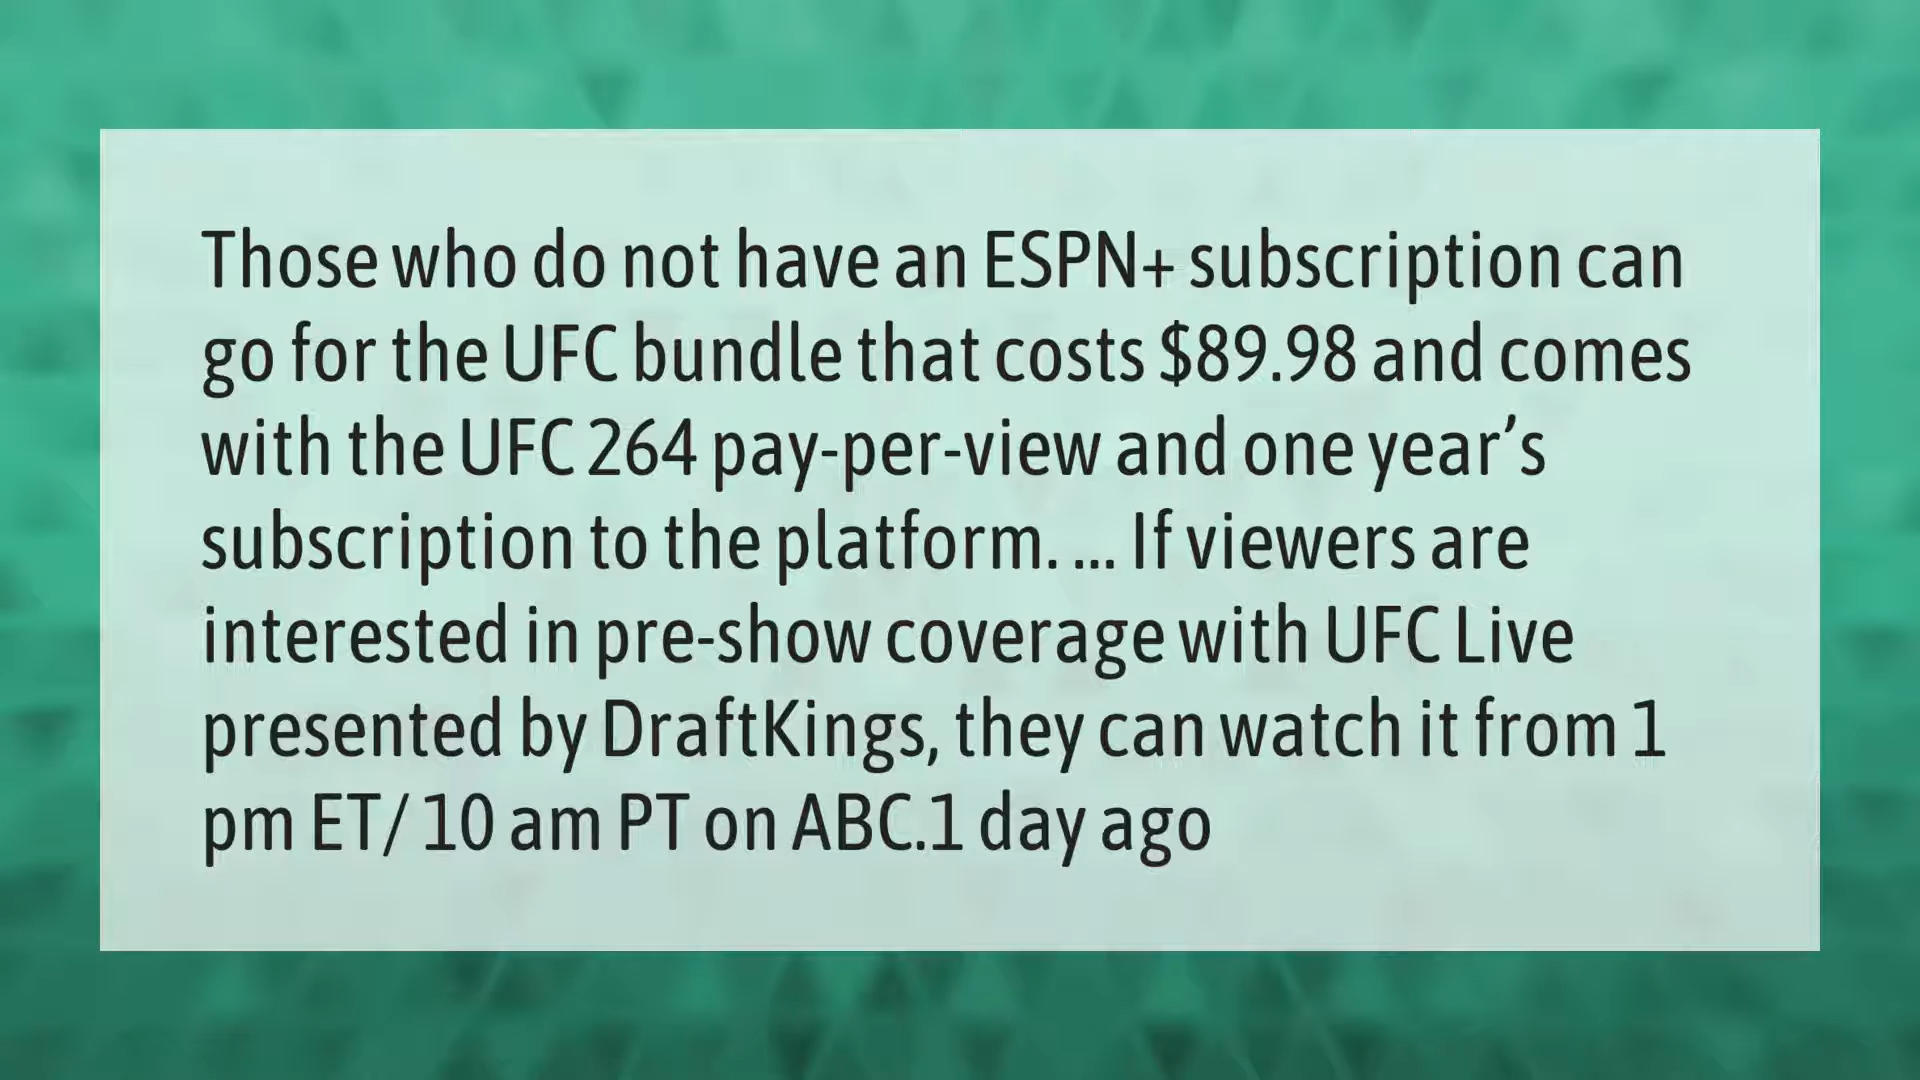 Those who do not have an ESPN+ subscription can
go for the UFC bundle that costs $89.98 and comes
with the UFC 264 pay-per-view and one year’s
subscription to the platform. ... If viewers are
interested in pre-show coverage with UFC Live
presented by DraftKings, they can watch it from 1
pm ET/ 10 am PT on ABC.1 day ago